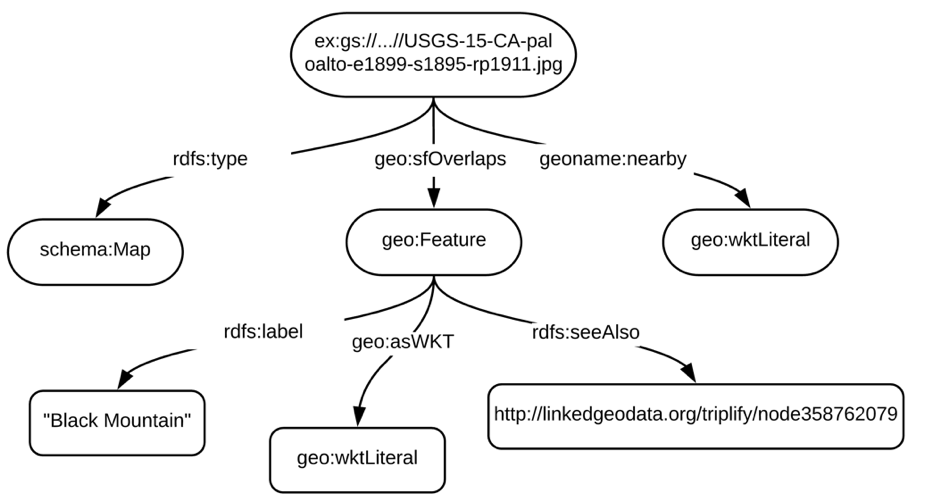 ex:gs://...//USGS-15-CA-pal
oalto-e1899-s1895-rp1911.jpg
rdfs:type
geo:sfOverlaps
geoname:nearby
schema:Map
geo:Feature
geo:wktLiteral
rdfs:label
geo:asWKT
rdfs:seeAlso
"Black Mountain"
http://linkedgeodata.org/triplify/node358762079
geo:wktLiteral